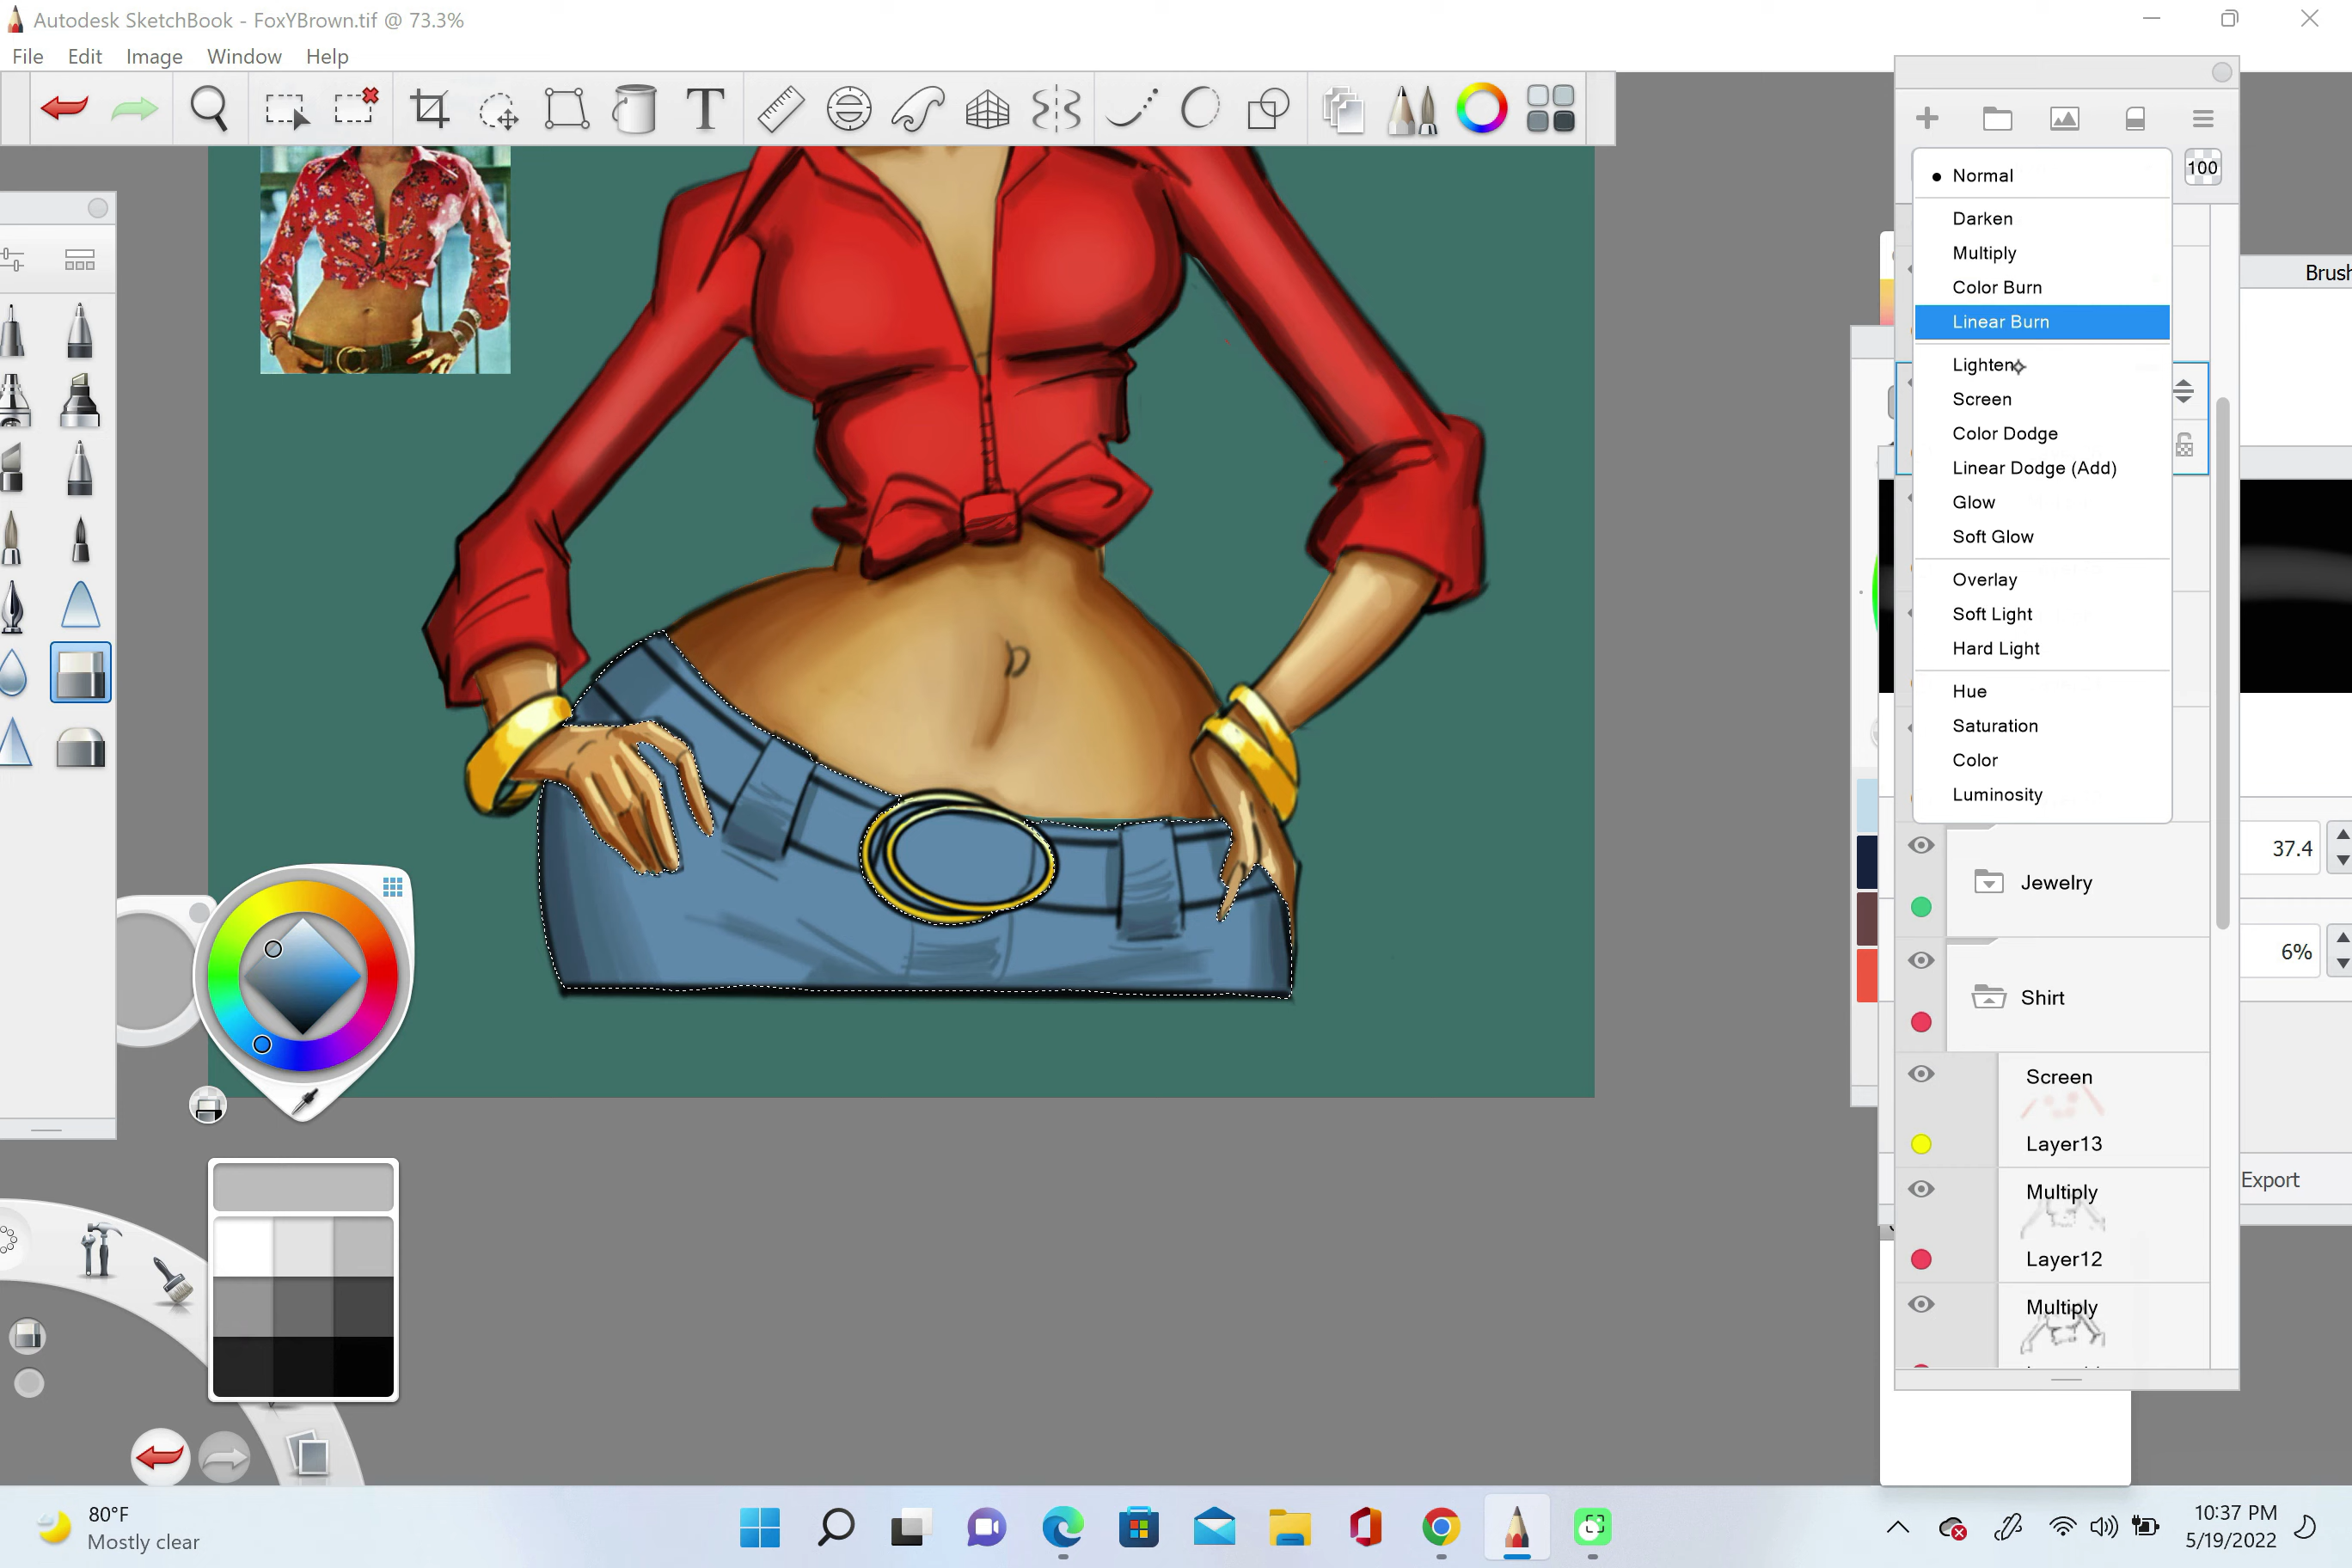 Autodesk SketchBook - FoxYBrown.tif @ 73.3%
File Edit Image Window Help
T
100
Normal
Darken
Multiply
Color Burn
Linear Burn
Lighten
Screen
Color Dodge
Linear Dodge (Add)
Glow
Soft Glow
Overlay
Soft Light
Hard Light
Hue
Saturation
Color
Luminosity
Brush
37.4
Jewelry
6%
Shirt
Screen
Layer13
Export
Multiply
Layer12
Multiply
80°F
Mostly clear
10:37 PM
5/19/2022